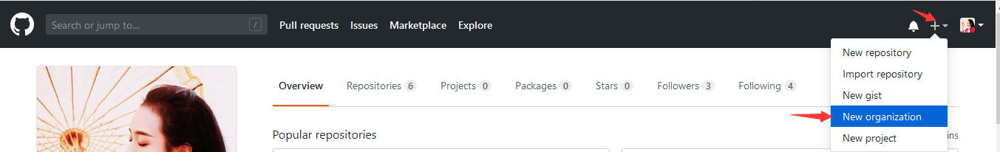 Search or jump to... /
Pull requests Issues Marketplace Explore
New repository
Import repository
New gist
New organization
New project
Overview Repositories 6 Projects 0 Packages 0 Stars 0 Followers 3 Following 4
Popular repositories
ins